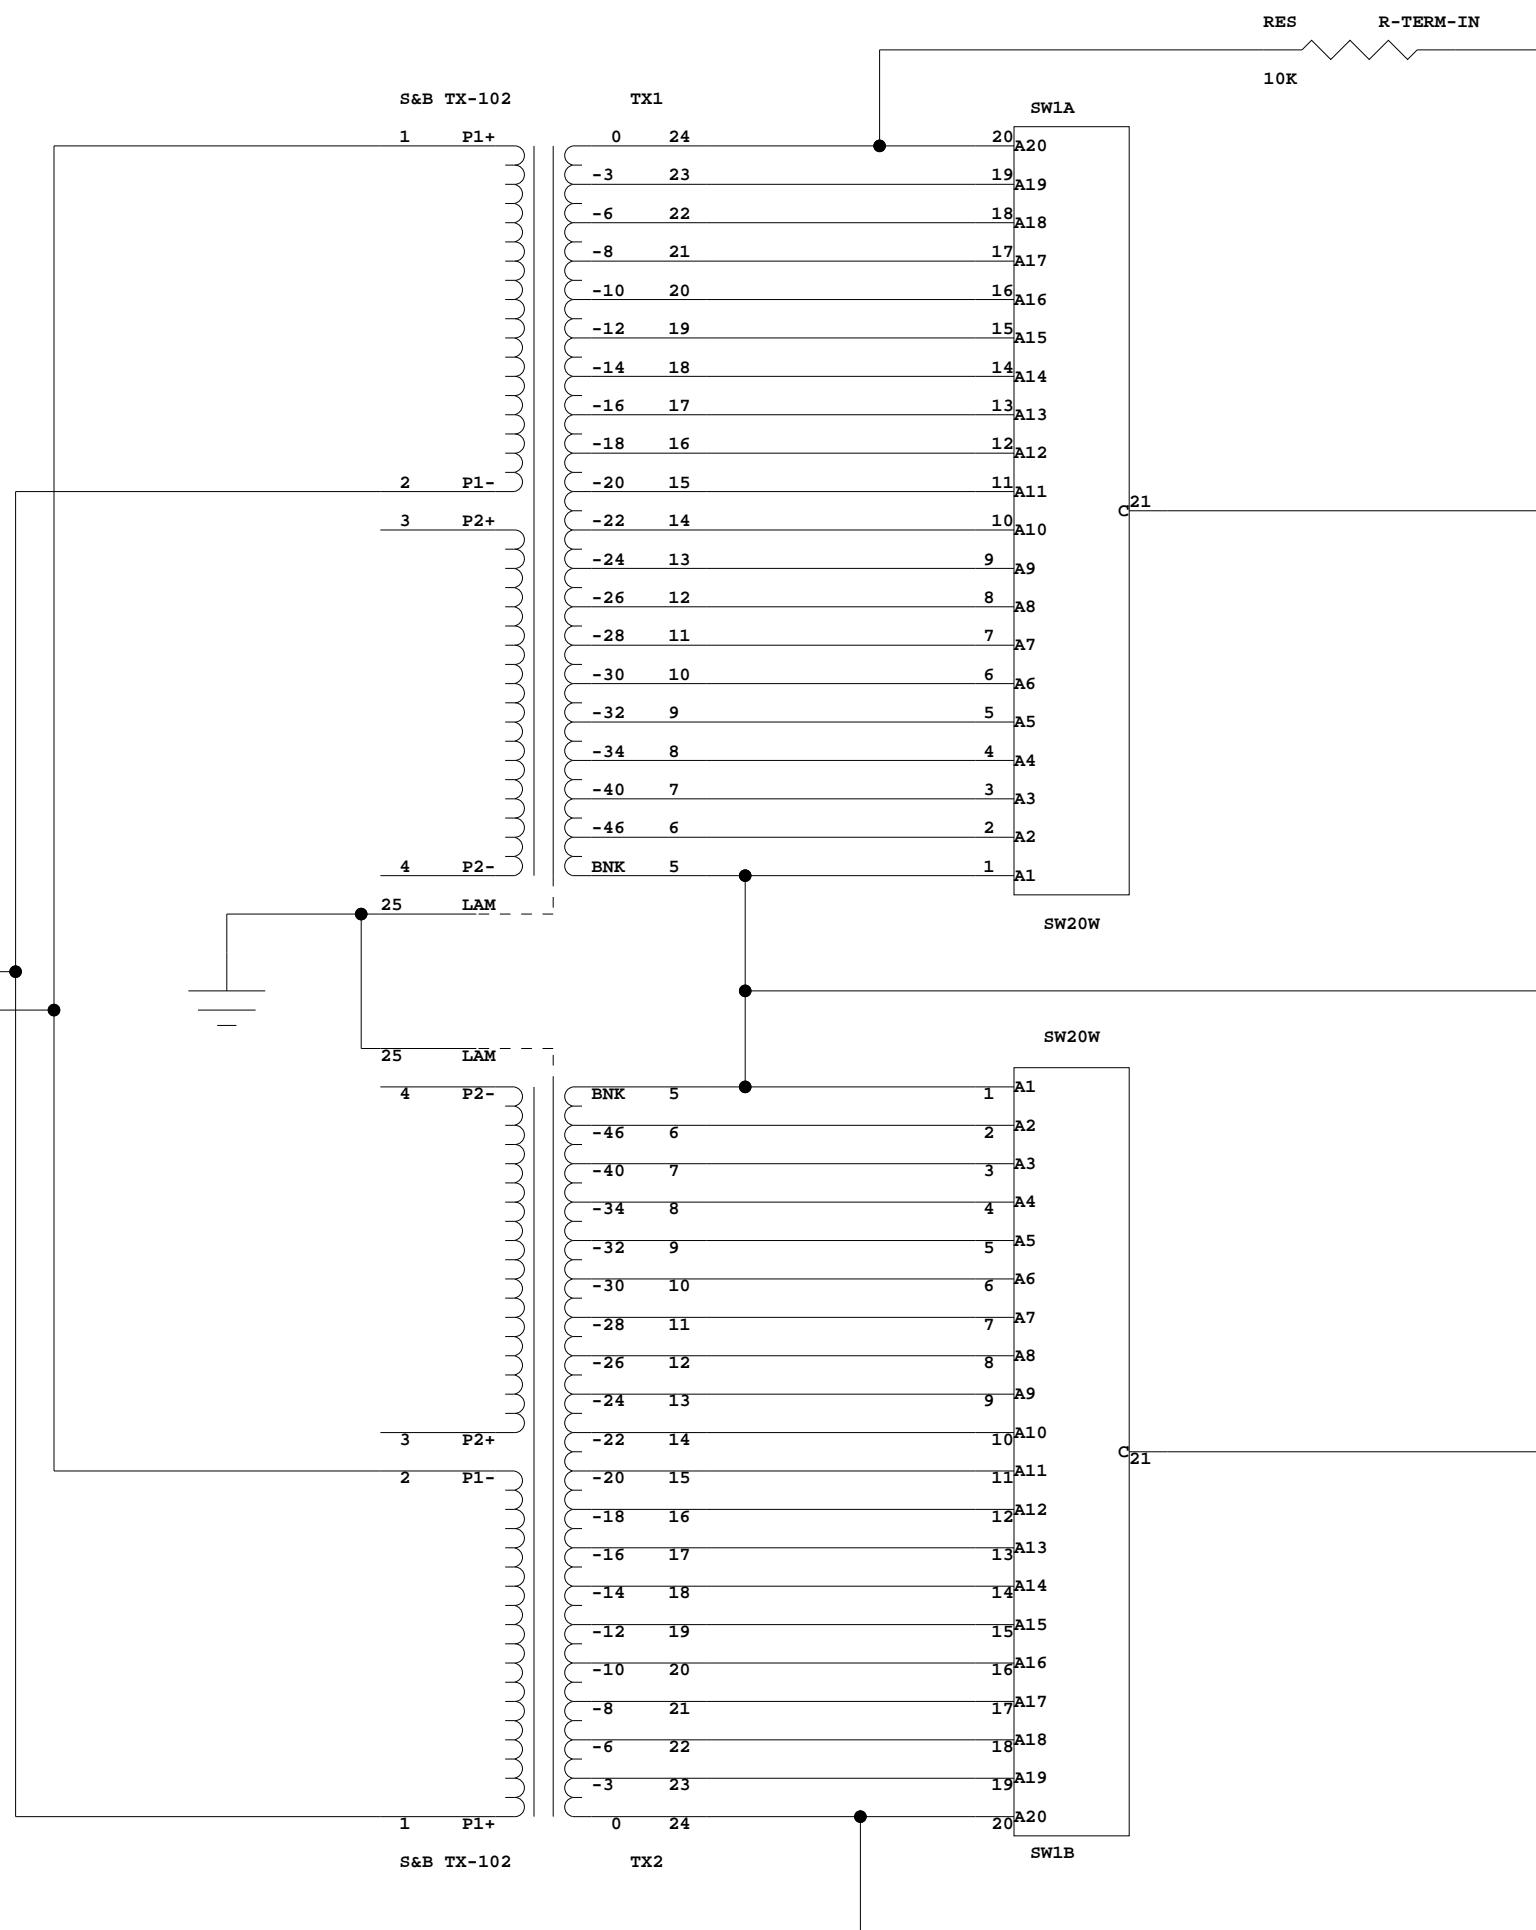 RES R-TERM-IN
10K
S&B TX-102 TX1 SW1A
1 P1+ 0 24 20 A20
-3 23 19 A19
-6 22 18 A18
-8 21 17 A17
-10 20 16 A16
-12 19 15 A15
-14 18 14 A14
-16 17 13 A13
-18 16 12 A12
2 P1- -20 15 11 A11
C 21
3 P2+ -22 14 10 A10
-24 13 9 A9
-26 12 8 A8
-28 11 7 A7
-30 10 6 A6
-32 9 5 A5
-34 8 4 A4
-40 7 3 A3
-46 6 2 A2
4 P2- BNK 5 1 A1
25 LAM
SW20W
SW20W
25 LAM
4 P2- BNK 5 1 A1
-46 6 2 A2
-40 7 3 A3
-34 8 4 A4
-32 9 5 A5
-30 10 6 A6
-28 11 7 A7
-26 12 8 A8
-24 13 9 A9
3 P2+ -22 14 10 A10
C 21
2 P1- -20 15 11 A11
-18 16 12 A12
-16 17 13 A13
-14 18 14 A14
-12 19 15 A15
-10 20 16 A16
-8 21 17 A17
-6 22 18 A18
-3 23 19 A19
1 P1+ 0 24 20 A20
SW1B
S&B TX-102 TX2